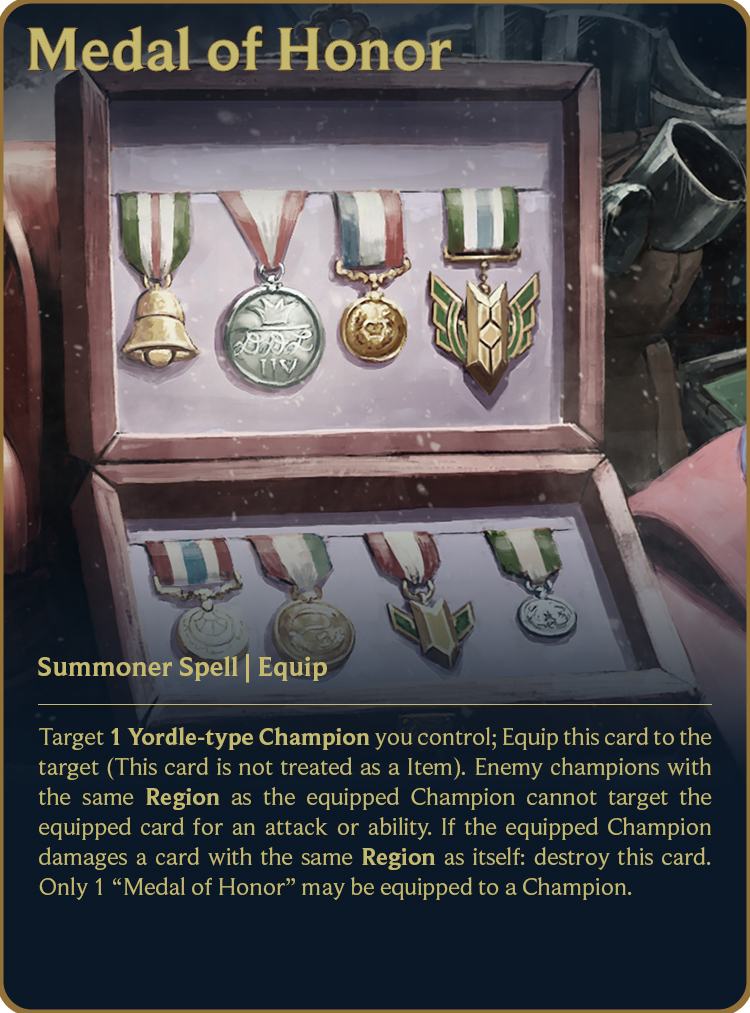 Medal of Honor
Summoner Spell | Equip
Target 1 Yordle-type Champion you control; Equip this card to the
target (This card is not treated as a Item). Enemy champions with
the same Region as the equipped Champion cannot target the
equipped card for an attack or ability. If the equipped Champion
damages a card with the same Region as itself: destroy this card.
Only 1 “Medal of Honor” may be equipped to a Champion.